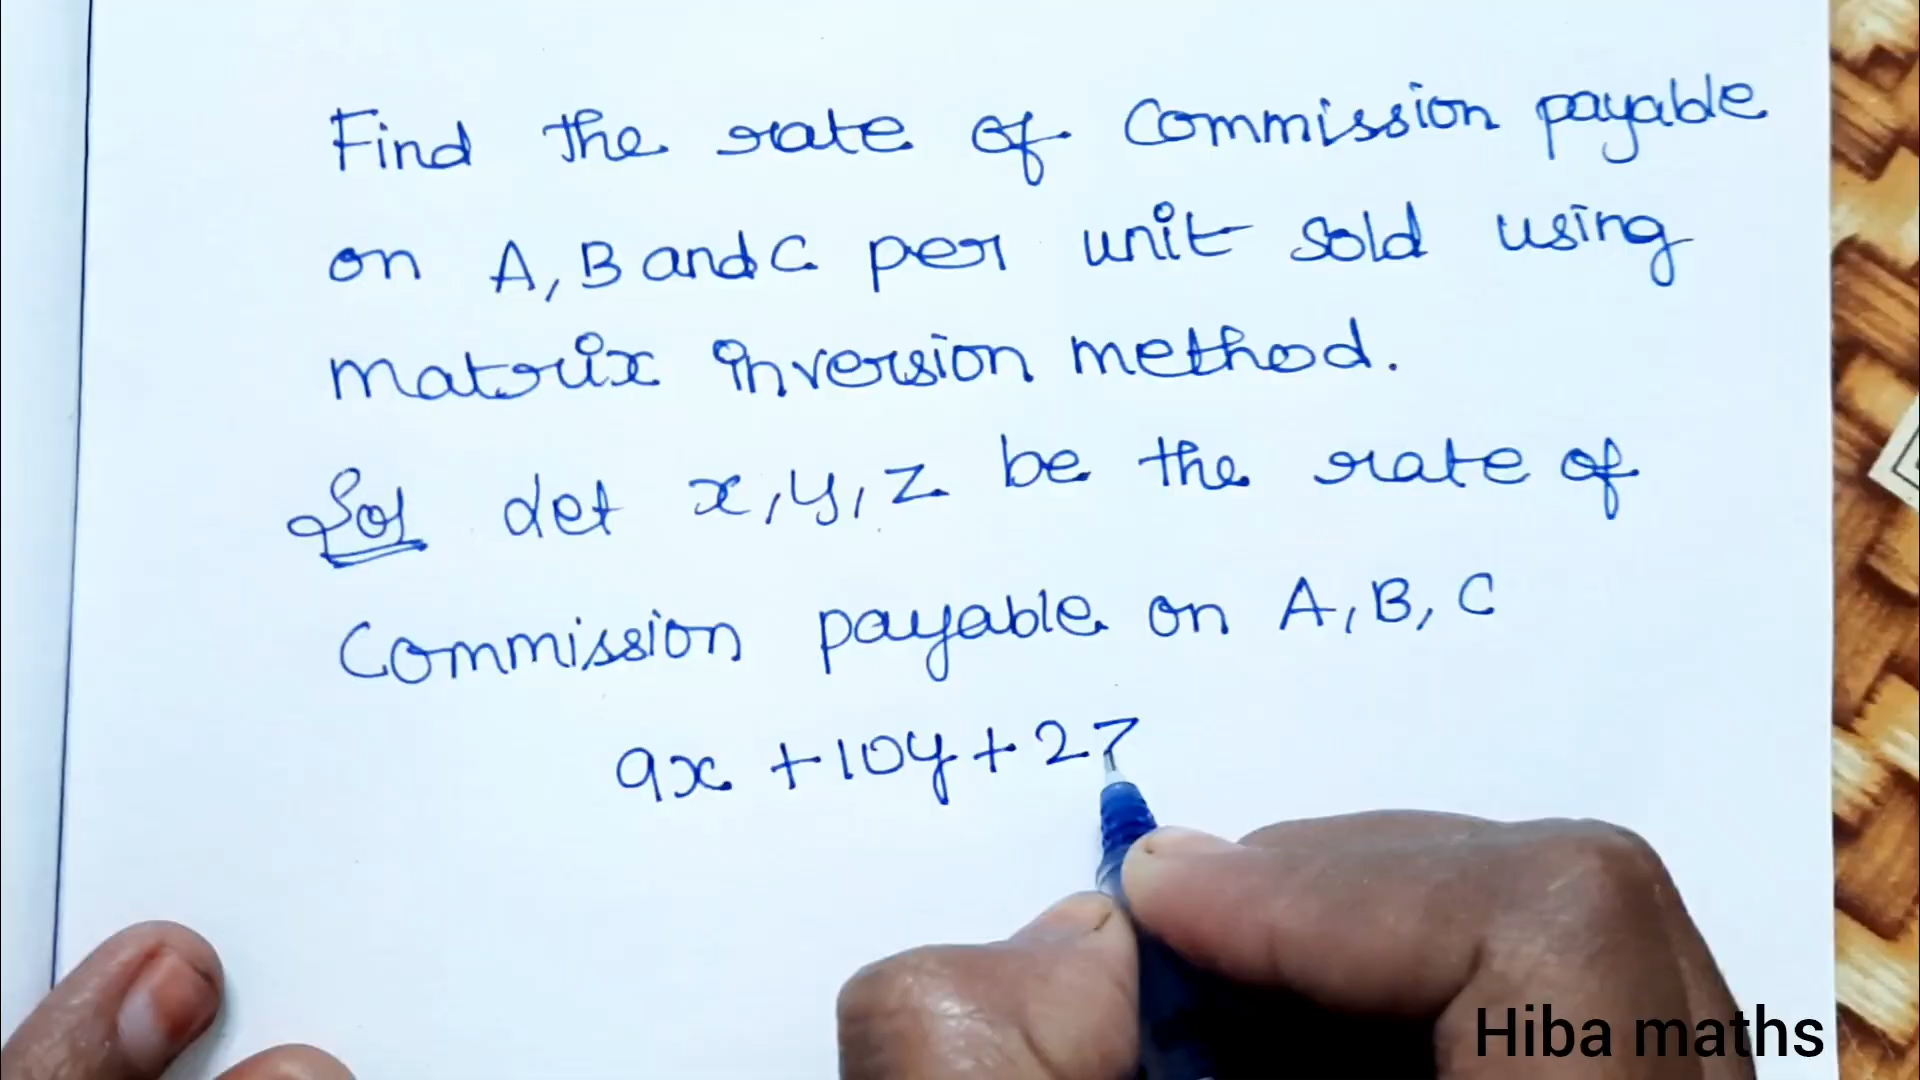 Find the rate of Commission payable
on A, B and C per unit sold using
matrix inversion method.
Sol Let x, y, z be the rate of
Commission payable on A, B, C
9x + 10y + 2z
Hiba maths